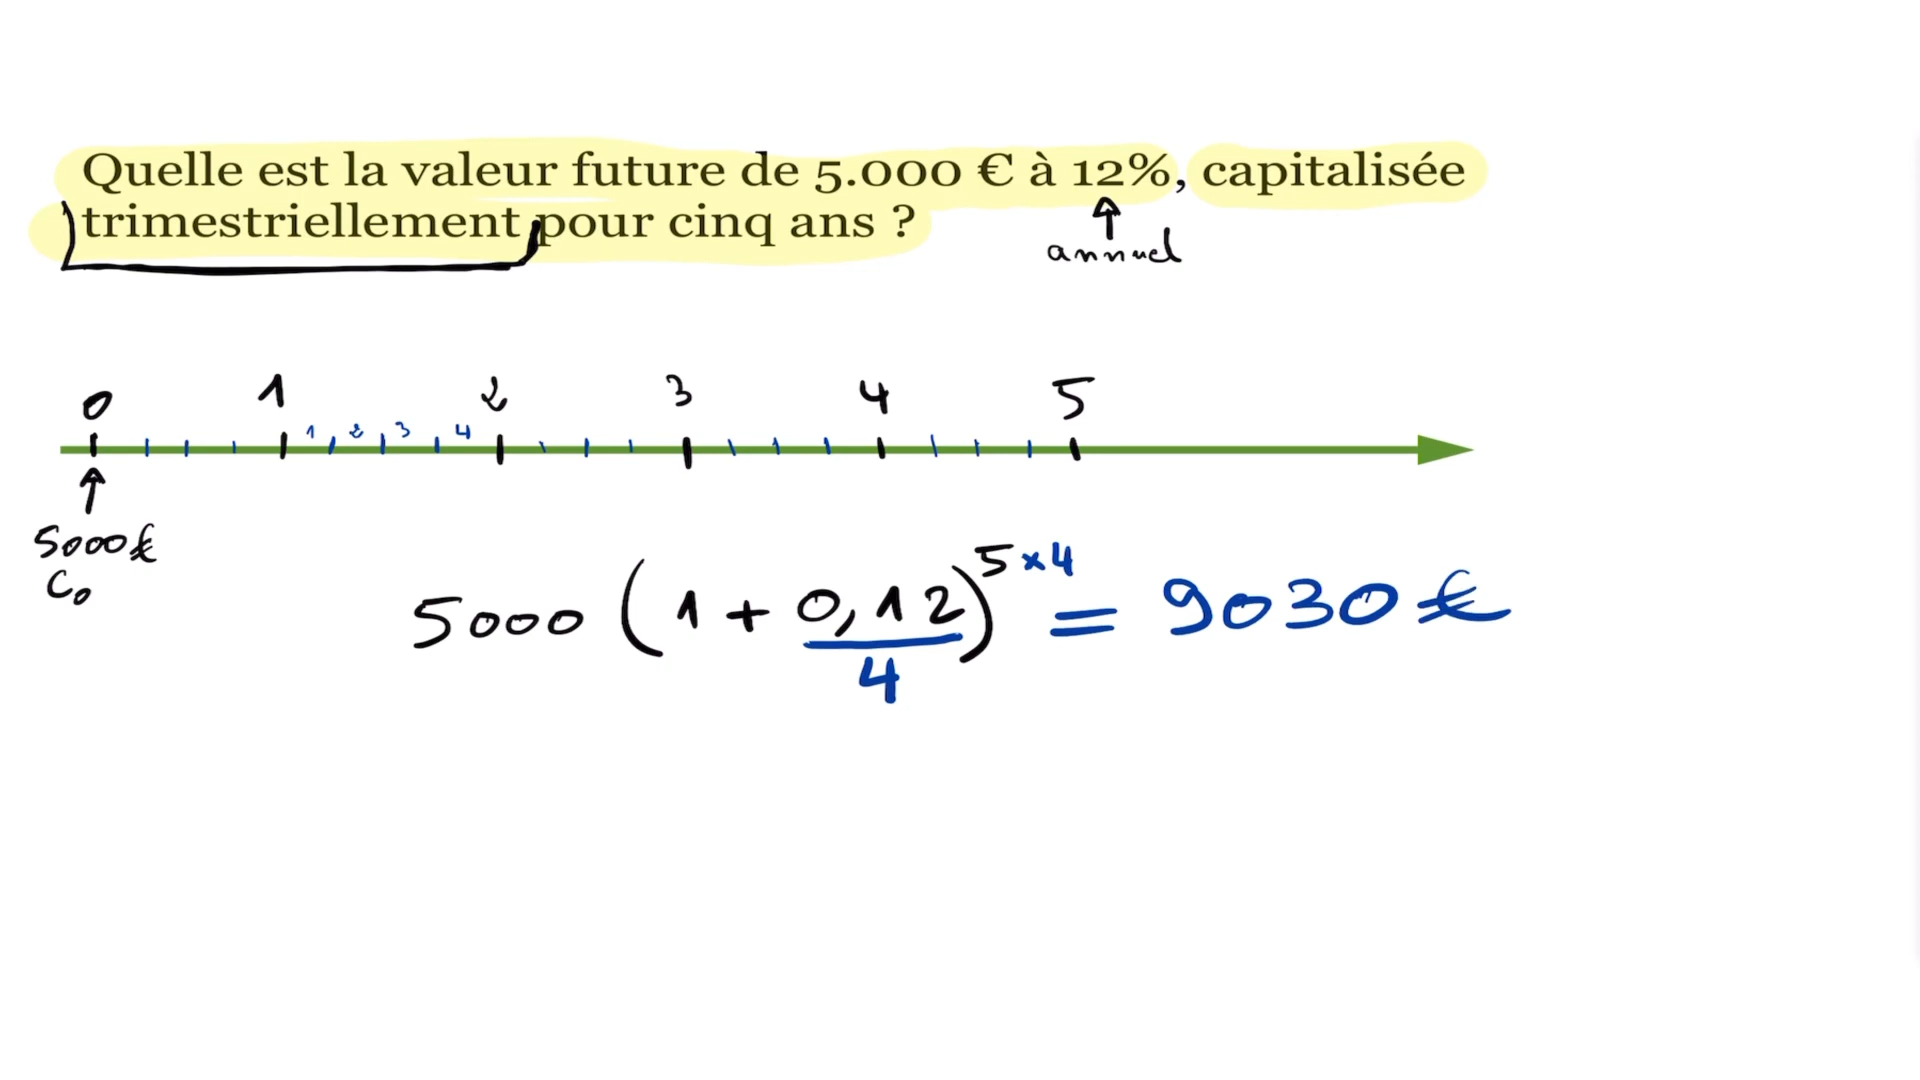 Quelle est la valeur future de 5.000 € à 12%, capitalisée
trimestriellement pour cinq ans ?
annuel
0 1 2 3 4 5
1 2 3 4
5000€
C₀
5000 (1 + 0,12/4)^5×4 = 9030 €